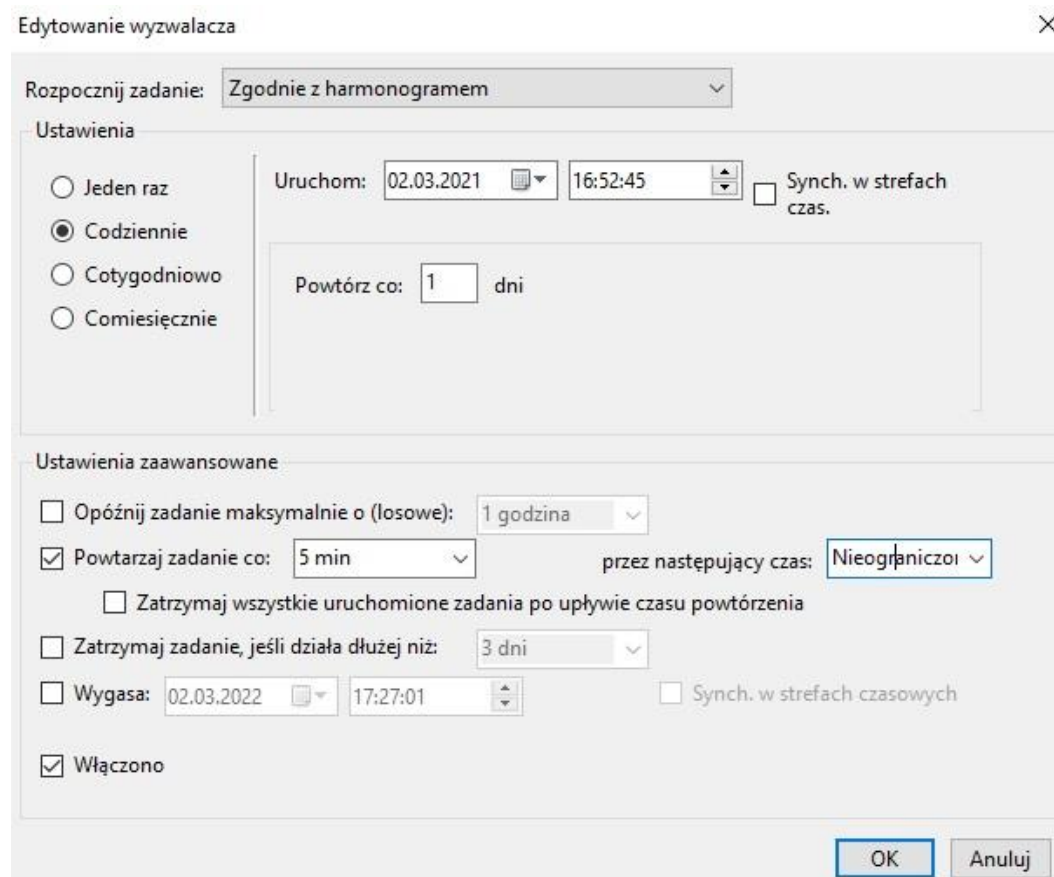 Edytowanie wyzwalacza
Rozpocznij zadanie: Zgodnie z harmonogramem
Ustawienia
Jeden raz
Codziennie
Cotygodniowo
Comiesięcznie
Uruchom: 02.03.2021 16:52:45 Synch. w strefach
czas.
Powtórz co: 1 dni
Ustawienia zaawansowane
Opóźnij zadanie maksymalnie o (losowe): 1 godzina
Powtarzaj zadanie co: 5 min przez następujący czas: Nieograniczon
Zatrzymaj wszystkie uruchomione zadania po upływie czasu powtórzenia
Zatrzymaj zadanie, jeśli działa dłużej niż: 3 dni
Wygasa: 02.03.2022 17:27:01 Synch. w strefach czasowych
Włączono
OK Anuluj